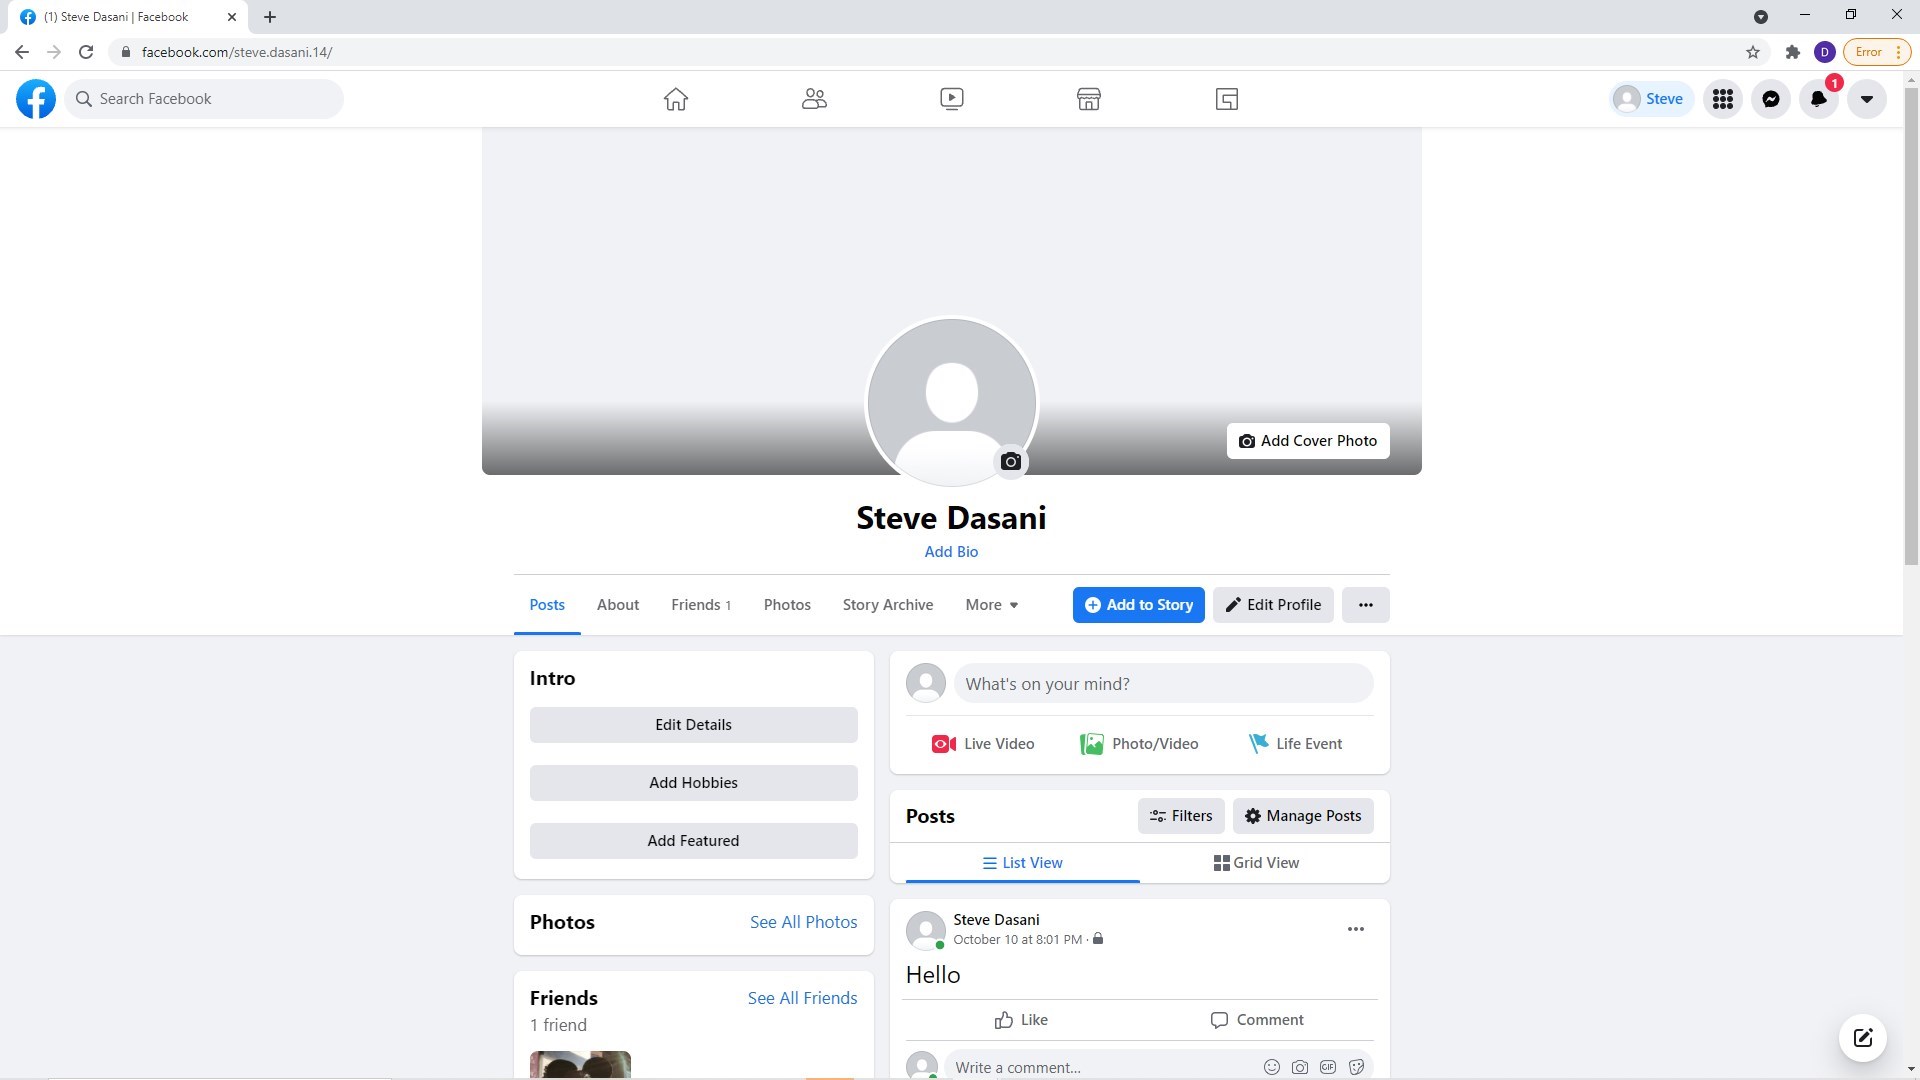 (1) Steve Dasani | Facebook
facebook.com/steve.dasani.14/
D
Error
Search Facebook
Steve
1
Add Cover Photo
Steve Dasani
Add Bio
Posts
About
Friends 1
Photos
Story Archive
More
Add to Story
Edit Profile
Intro
Edit Details
Add Hobbies
Add Featured
Photos
See All Photos
Friends
See All Friends
1 friend
What's on your mind?
Live Video
Photo/Video
Life Event
Posts
Filters
Manage Posts
List View
Grid View
Steve Dasani
October 10 at 8:01 PM ·
Hello
Like
Comment
Write a comment...
GIF